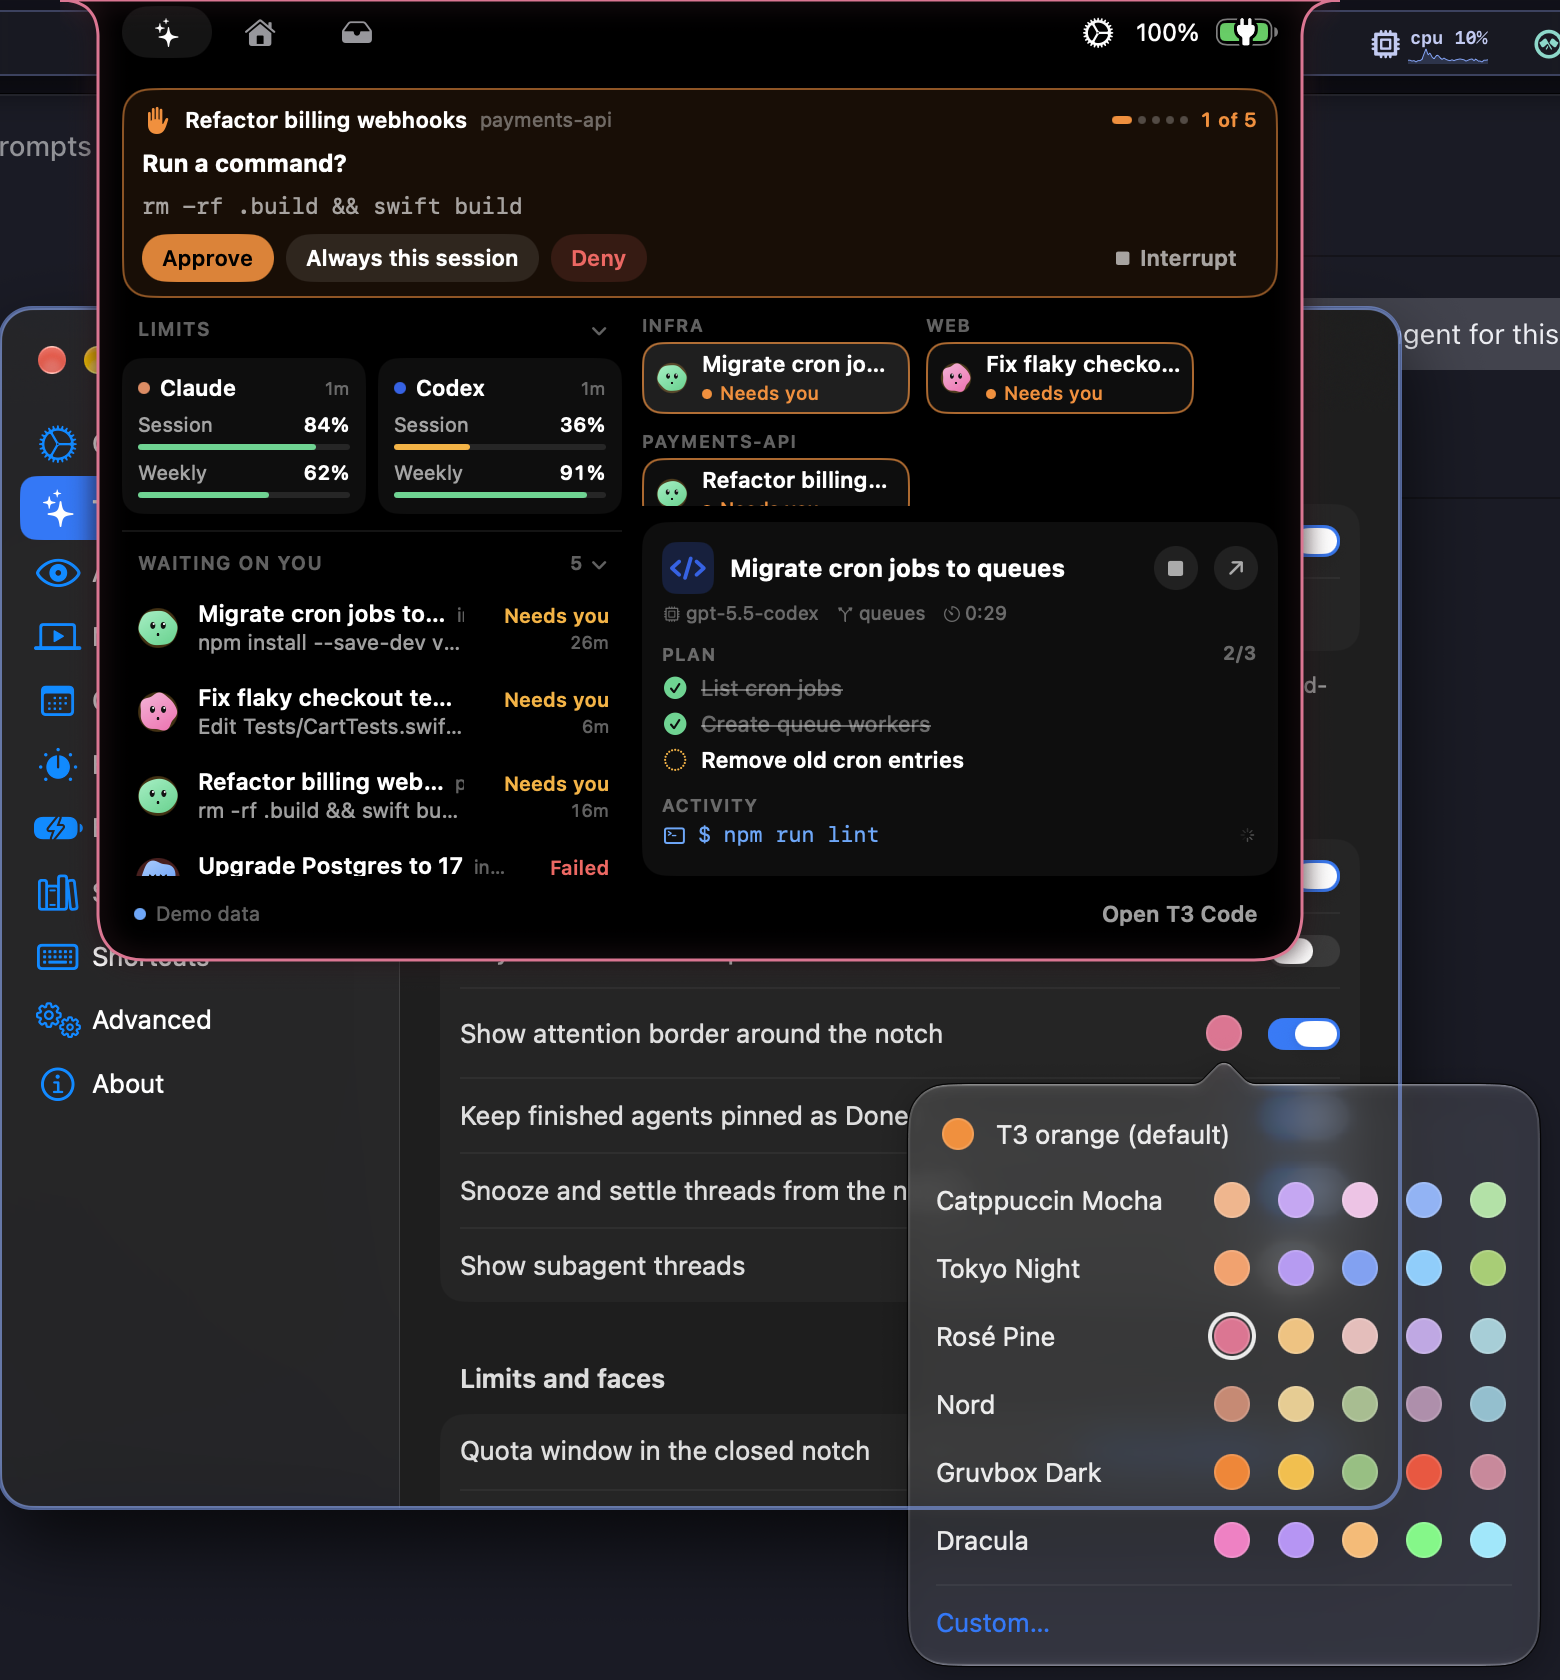 100%
cpu 10%
rompts
Refactor billing webhooks payments-api
1 of 5
Run a command?
rm -rf .build && swift build
Approve
Always this session
Deny
Interrupt
gent for this
LIMITS
Claude 1m
Session 84%
Weekly 62%
Codex 1m
Session 36%
Weekly 91%
INFRA
Migrate cron jo...
Needs you
WEB
Fix flaky checko...
Needs you
PAYMENTS-API
Refactor billing...
WAITING ON YOU 5
Migrate cron jobs to...
Needs you
npm install --save-dev v...
26m
Fix flaky checkout te...
Needs you
Edit Tests/CartTests.swif...
6m
Refactor billing web... p
Needs you
rm -rf .build && swift bu...
16m
Upgrade Postgres to 17 in...
Failed
Migrate cron jobs to queues
gpt-5.5-codex queues 0:29
PLAN 2/3
List cron jobs
Create queue workers
Remove old cron entries
ACTIVITY
$ npm run lint
Demo data
Open T3 Code
d-
Shortcuts
Advanced
About
Show attention border around the notch
Keep finished agents pinned as Done
Snooze and settle threads from the n
Show subagent threads
Limits and faces
Quota window in the closed notch
T3 orange (default)
Catppuccin Mocha
Tokyo Night
Rosé Pine
Nord
Gruvbox Dark
Dracula
Custom...